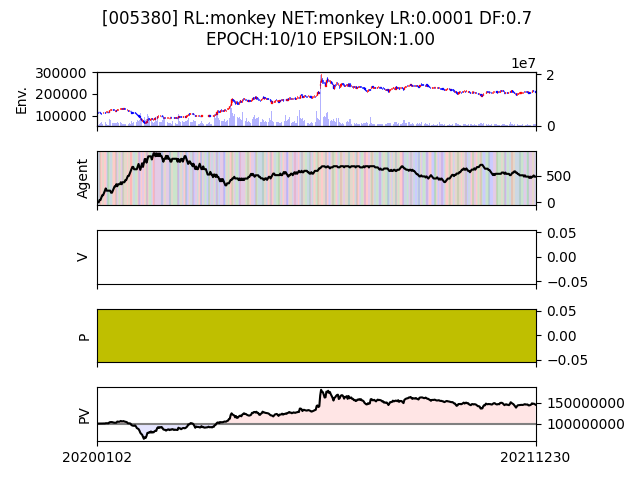 [005380] RL:monkey NET:monkey LR:0.0001 DF:0.7
EPOCH:10/10 EPSILON:1.00
1e7
300000
200000
100000
Env.
2
0
Agent
500
0
V
0.05
0.00
−0.05
P
0.05
0.00
−0.05
PV
150000000
100000000
20200102
20211230